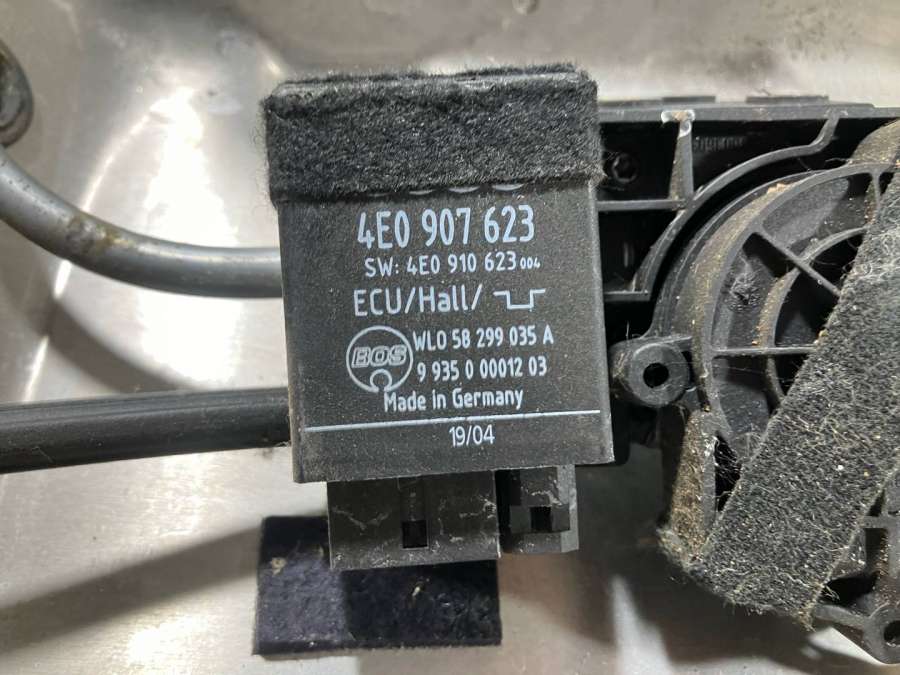 4E0 907 623
SW: 4E0 910 623 004
ECU/Hall/
BOS
WLO 58 299 035 A
9 935 0 00012 03
Made in Germany
19/04